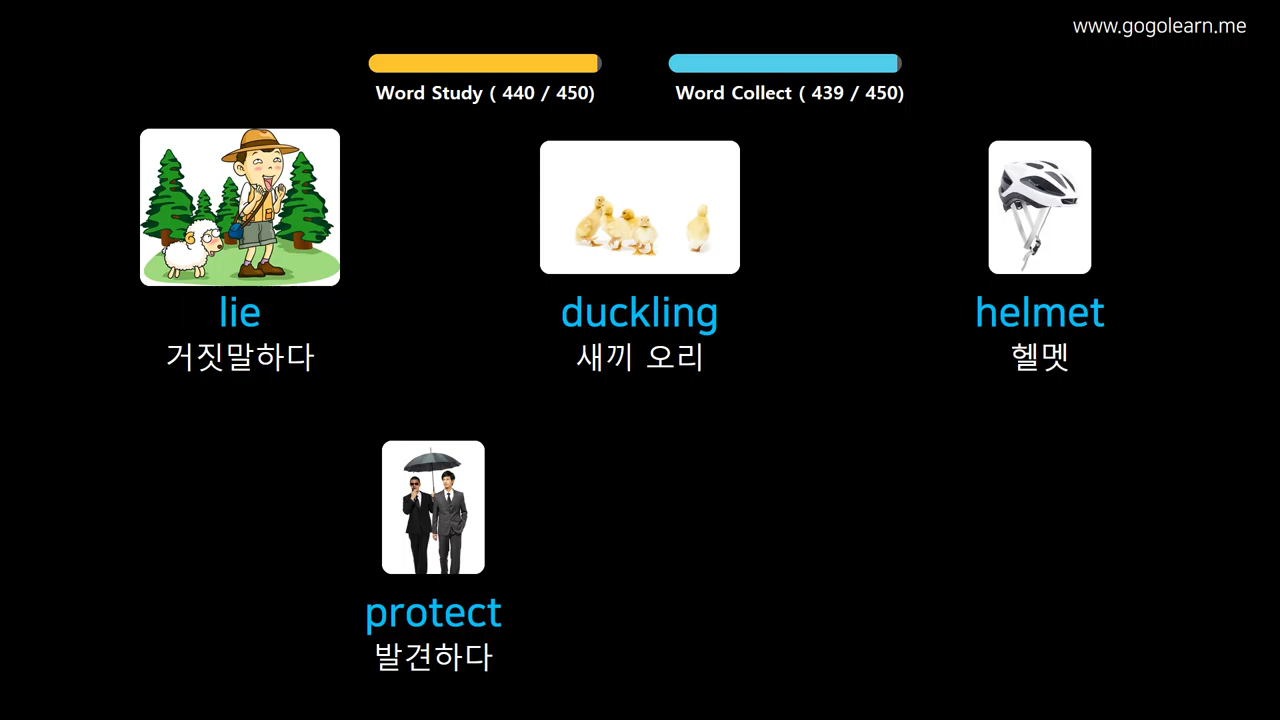 www.gogolearn.me
Word Study ( 440 / 450)
Word Collect ( 439 / 450)
lie
거짓말하다
duckling
새끼 오리
helmet
헬멧
protect
발견하다